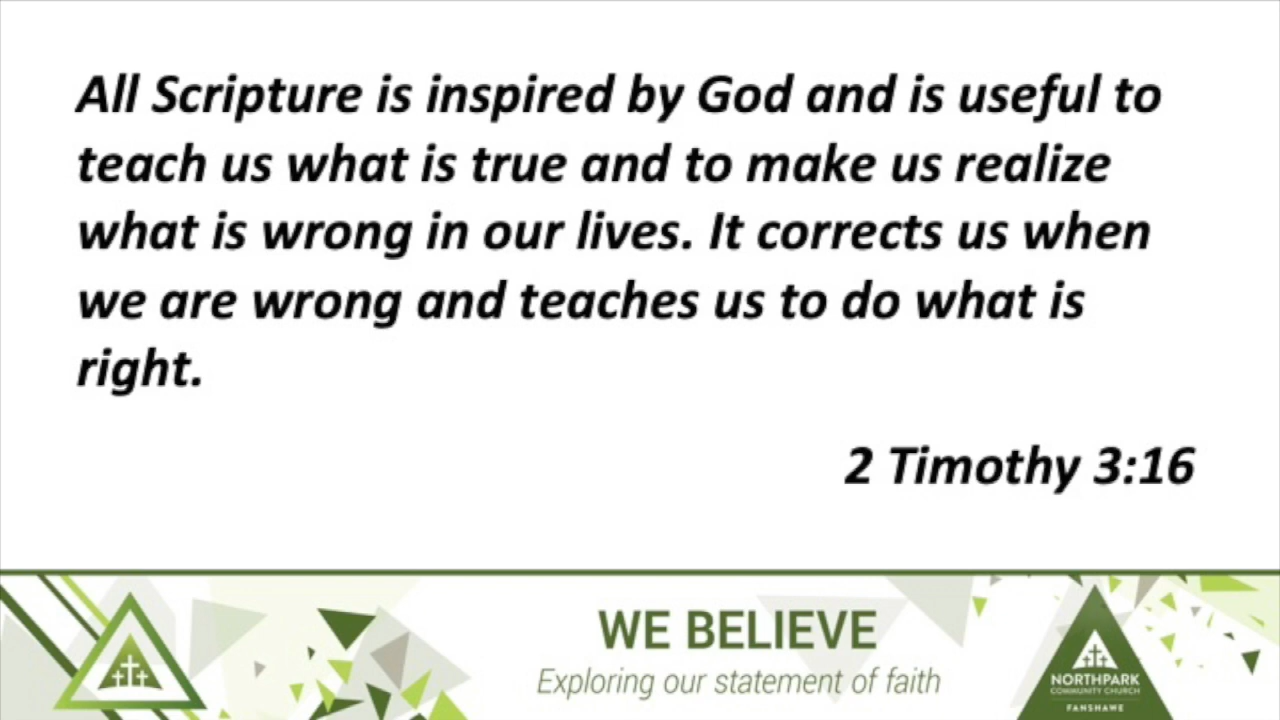 All Scripture is inspired by God and is useful to
teach us what is true and to make us realize
what is wrong in our lives. It corrects us when
we are wrong and teaches us to do what is
right.
2 Timothy 3:16
WE BELIEVE
Exploring our statement of faith
NORTHPARK
COMMUNITY CHURCH
FANSHAWE